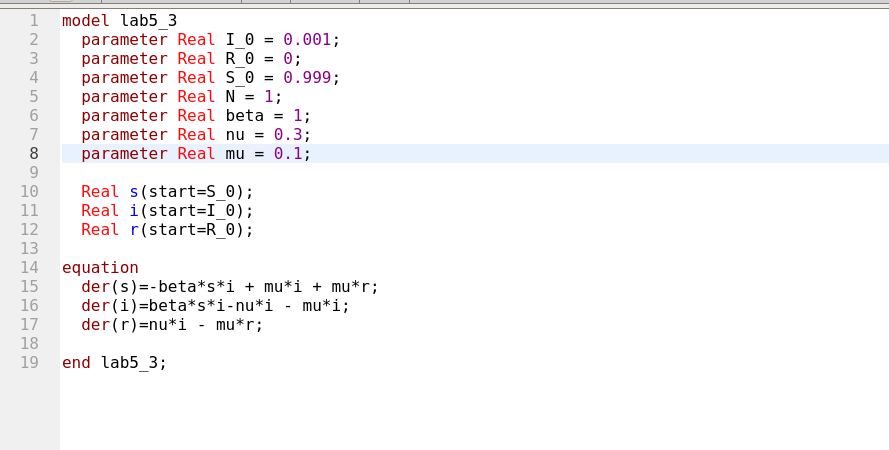 1 model lab5_3
2   parameter Real I_0 = 0.001;
3   parameter Real R_0 = 0;
4   parameter Real S_0 = 0.999;
5   parameter Real N = 1;
6   parameter Real beta = 1;
7   parameter Real nu = 0.3;
8   parameter Real mu = 0.1;
9
10   Real s(start=S_0);
11   Real i(start=I_0);
12   Real r(start=R_0);
13
14 equation
15   der(s)=-beta*s*i + mu*i + mu*r;
16   der(i)=beta*s*i-nu*i - mu*i;
17   der(r)=nu*i - mu*r;
18
19 end lab5_3;